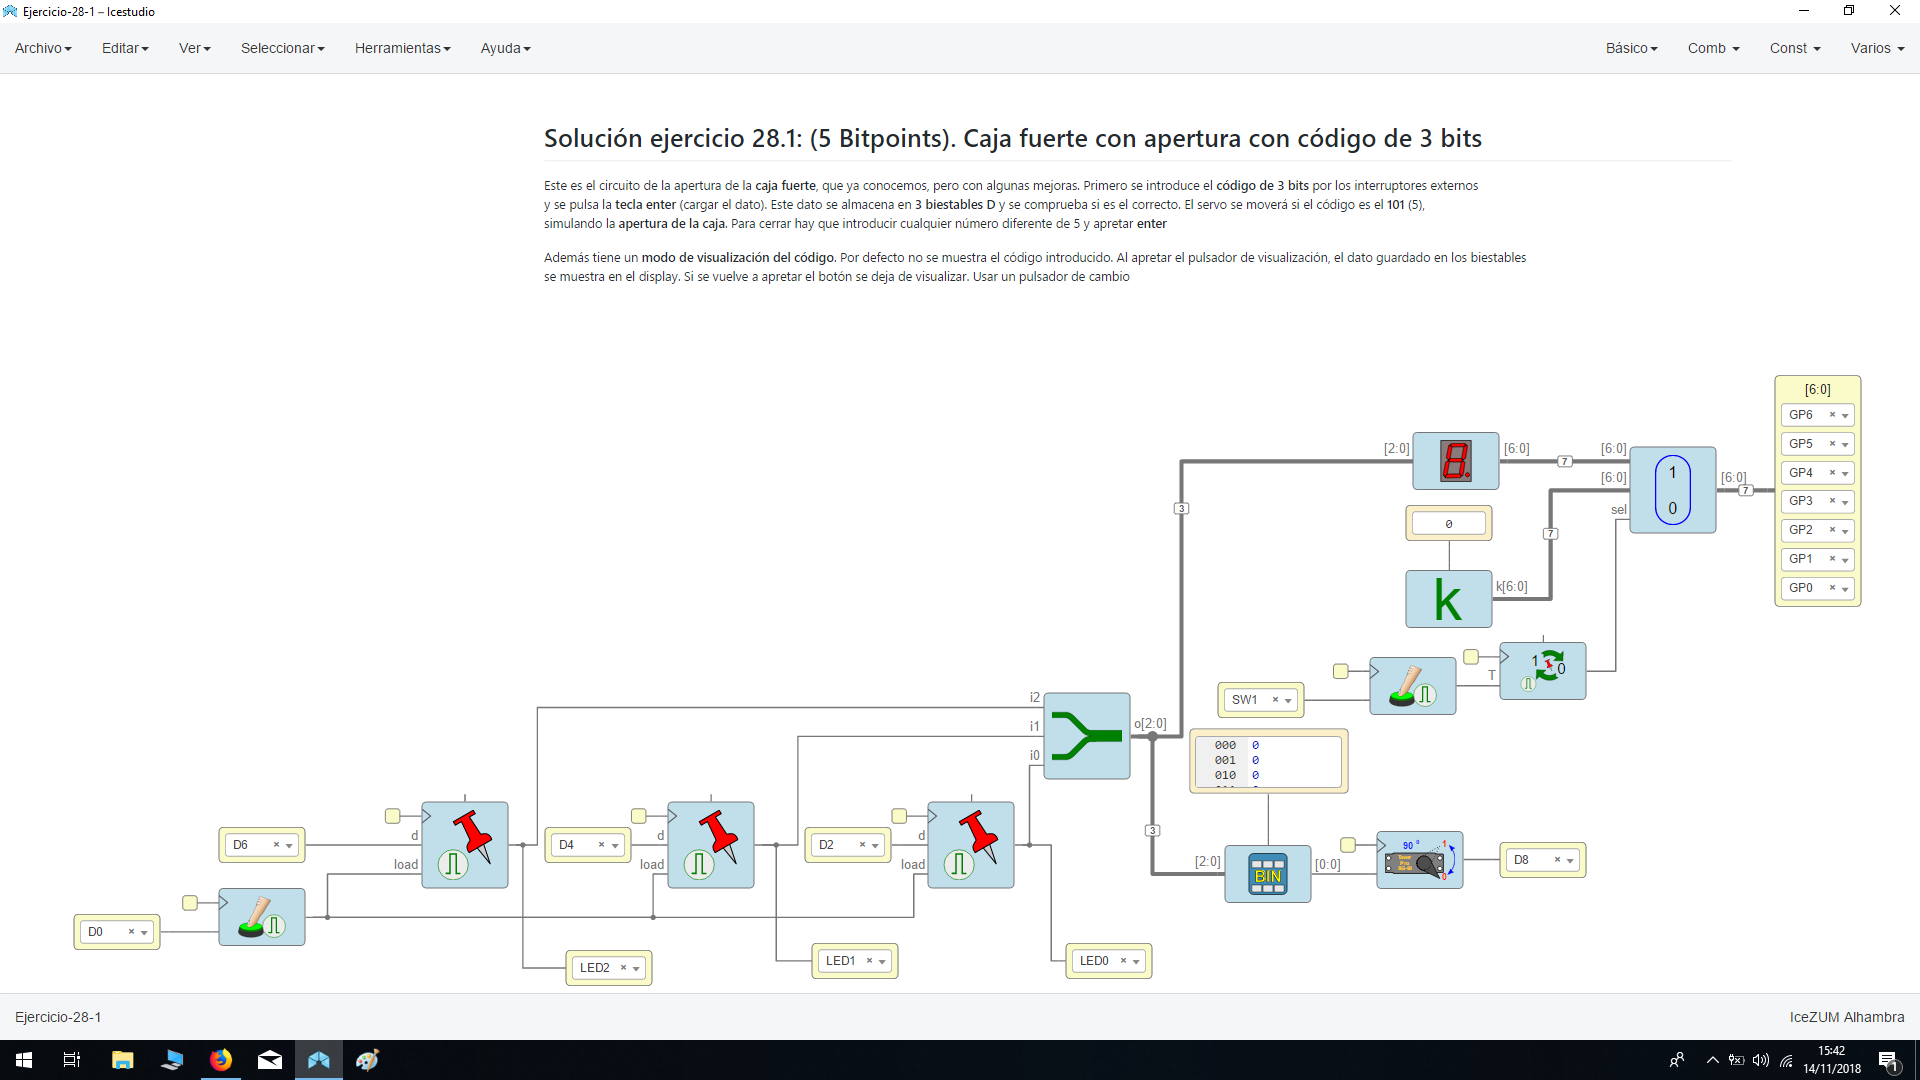 Ejercicio-28-1 – Icestudio
Archivo Editar Ver Seleccionar Herramientas Ayuda Básico Comb Const Varios
Solución ejercicio 28.1: (5 Bitpoints). Caja fuerte con apertura con código de 3 bits
Este es el circuito de la apertura de la caja fuerte, que ya conocemos, pero con algunas mejoras. Primero se introduce el código de 3 bits por los interruptores externos
y se pulsa la tecla enter (cargar el dato). Este dato se almacena en 3 biestables D y se comprueba si es el correcto. El servo se moverá si el código es el 101 (5),
simulando la apertura de la caja. Para cerrar hay que introducir cualquier número diferente de 5 y apretar enter
Además tiene un modo de visualización del código. Por defecto no se muestra el código introducido. Al apretar el pulsador de visualización, el dato guardado en los biestables
se muestra en el display. Si se vuelve a apretet el botón se deja de visualizar. Usar un pulsador de cambio
[6:0]
GP6
GP5
GP4
GP3
GP2
GP1
GP0
[2:0] [6:0] 7 [6:0]
[6:0] 1 [6:0] 7
sel 0
3
0
7
k k[6:0]
T 1 0
SW1
i2
i1
i0
o[2:0]
000 0
001 0
010 0
3
[2:0] BIN [0:0]
90 º 1
0
D8
D6 d load
D4 d load
D2 d load
D0
LED2 LED1 LED0
Ejercicio-28-1 IceZUM Alhambra
15:42
14/11/2018
1